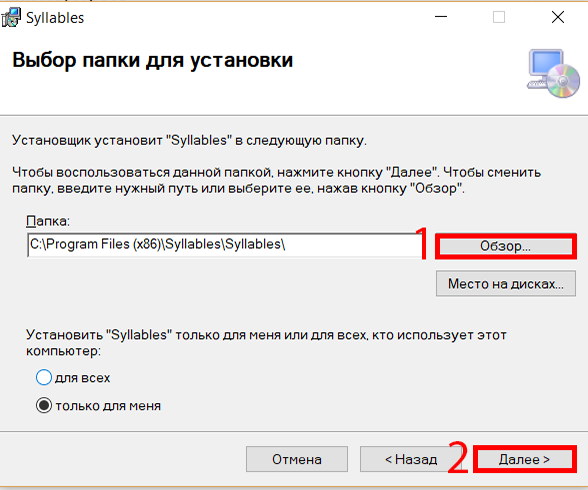 Syllables
Выбор папки для установки
Установщик установит "Syllables" в следующую папку.
Чтобы воспользоваться данной папкой, нажмите кнопку "Далее". Чтобы сменить
папку, введите нужный путь или выберите ее, нажав кнопку "Обзор".
Папка:
C:\Program Files (x86)\Syllables\Syllables\ 1 Обзор...
Место на дисках...
Установить "Syllables" только для меня или для всех, кто использует этот
компьютер:
для всех
только для меня
Отмена < Назад 2 Далее >